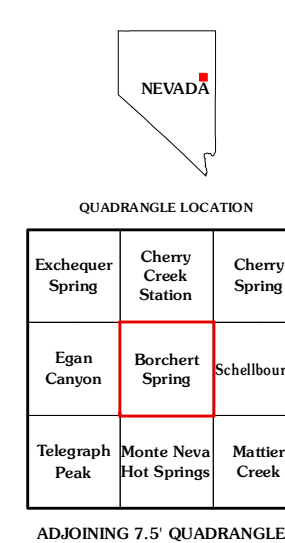 NEVADA
QUADRANGLE LOCATION
Exchequer
Spring
Cherry
Creek
Station
Cherry
Spring
Egan
Canyon
Borchert
Spring
Schellbour
Telegraph
Peak
Monte Neva
Hot Springs
Mattier
Creek
ADJOINING 7.5' QUADRANGLE